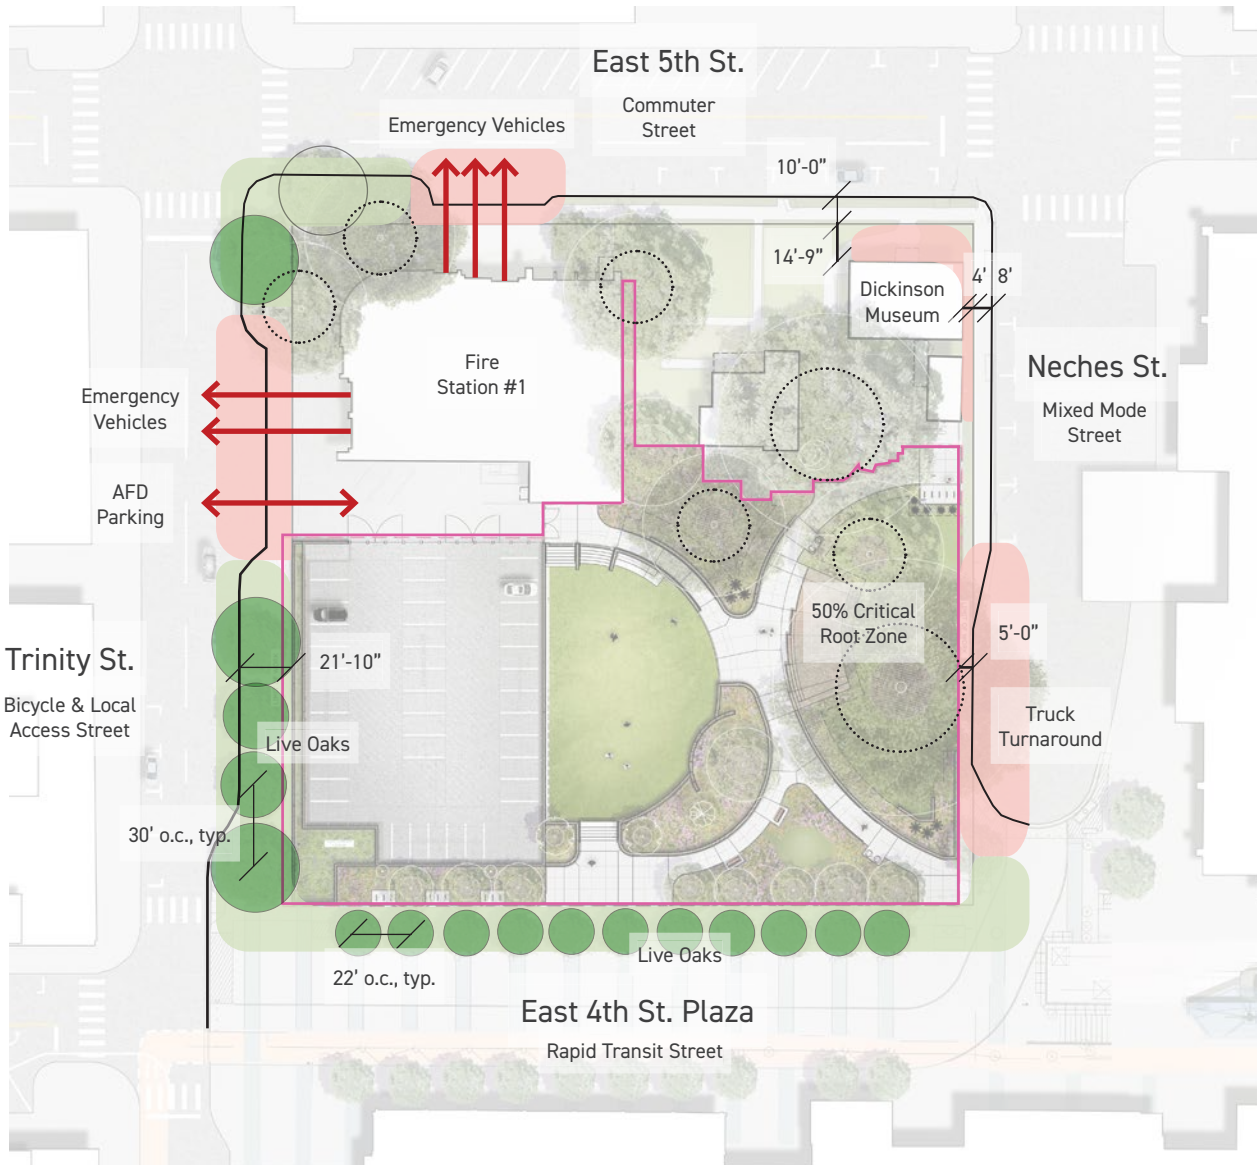 East 5th St.
Commuter
Street
Emergency Vehicles
10’-0”
14’-9”
Dickinson
Museum
4’ 8’
Fire
Station #1
Neches St.
Mixed Mode
Street
Emergency
Vehicles
AFD
Parking
50% Critical
Root Zone
5’-0”
Trinity St.
Bicycle & Local
Access Street
21’-10”
Live Oaks
Truck
Turnaround
30’ o.c., typ.
Live Oaks
22’ o.c., typ.
East 4th St. Plaza
Rapid Transit Street